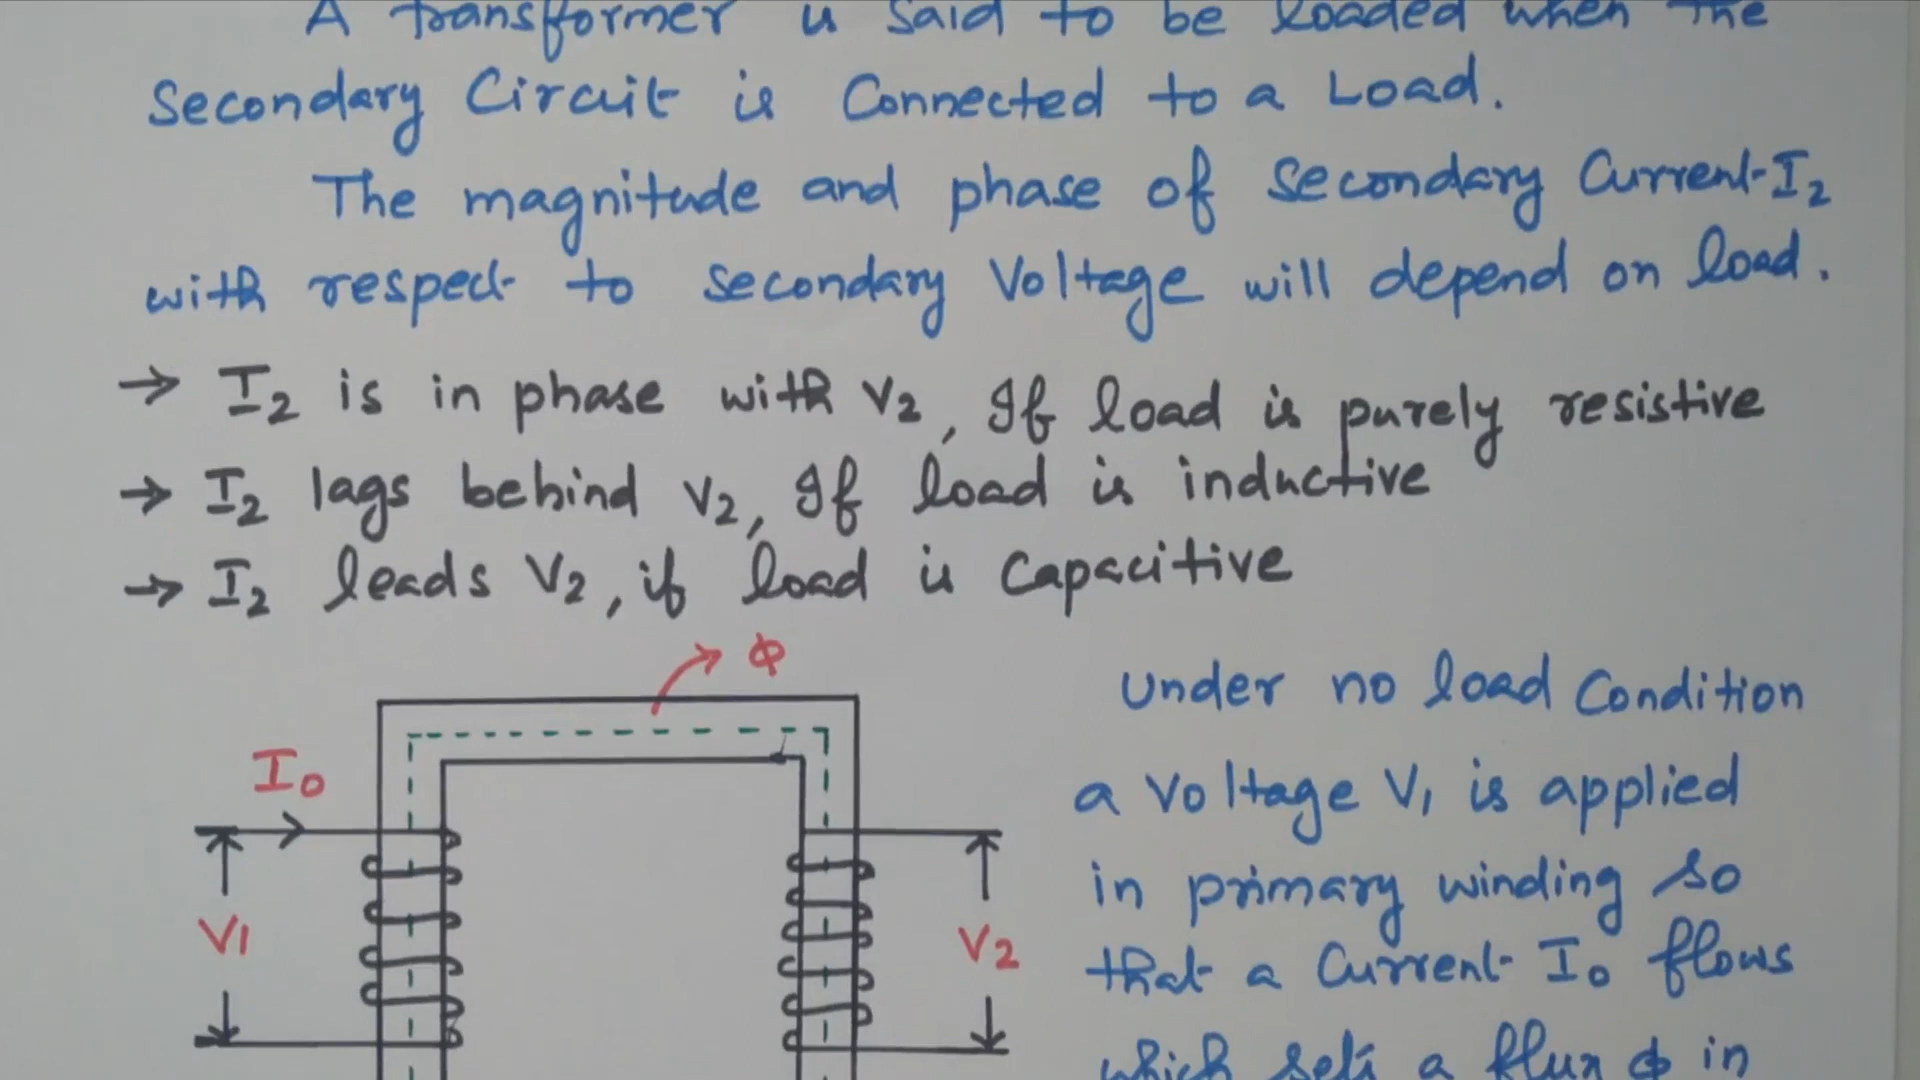 A transformer is said to be loaded when the
Secondary Circuit is Connected to a Load.
The magnitude and phase of secondary Current I2
with respect to secondary Voltage will depend on load.
→ I2 is in phase with V2, If load is purely resistive
→ I2 lags behind V2, If load is inductive
→ I2 leads V2, if load is Capacitive
Φ
I0
V1
V2
Under no load Condition
a Voltage V1 is applied
in primary winding so
that a Current I0 flows
which sets a flux Φ in